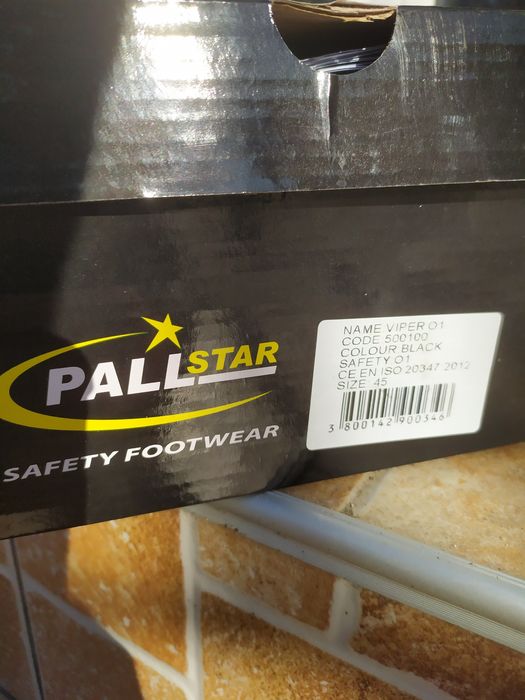 PALLSTAR
SAFETY FOOTWEAR
NAME VIPER O1
CODE 500100
COLOUR BLACK
SAFETY O1
CE EN ISO 20347:2012
SIZE: 45
3 800142 900346